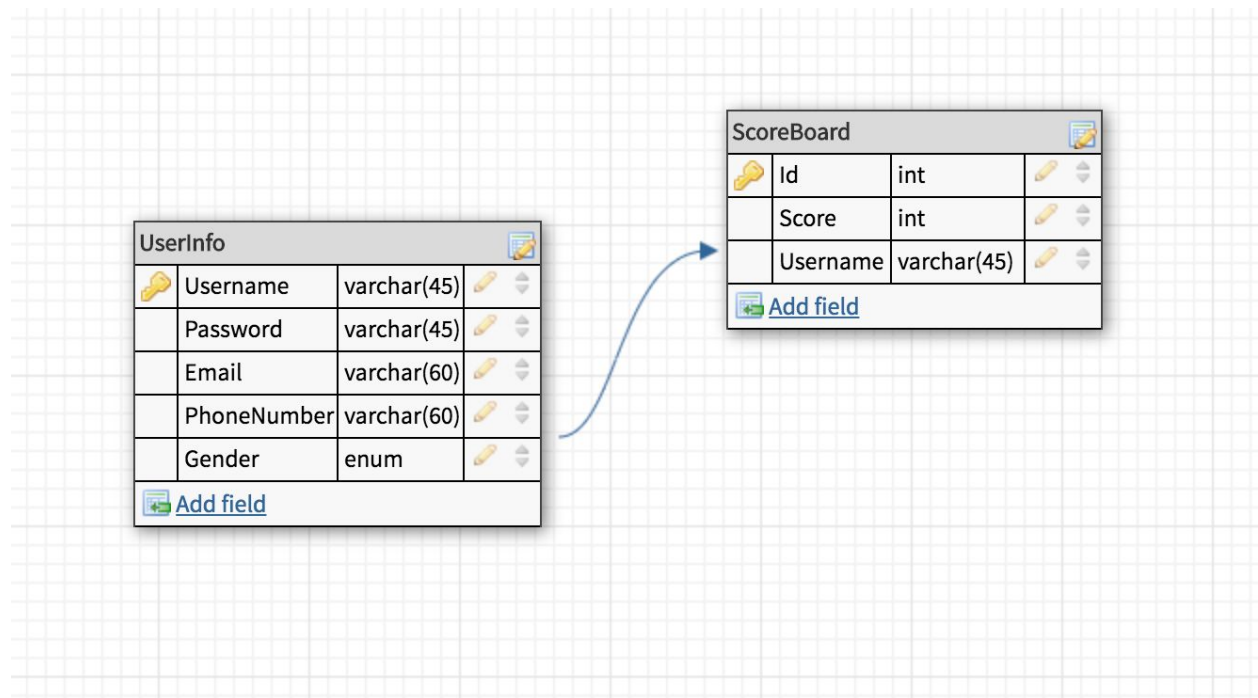 UserInfo
Username varchar(45)
Password varchar(45)
Email varchar(60)
PhoneNumber varchar(60)
Gender enum
Add field
ScoreBoard
Id int
Score int
Username varchar(45)
Add field